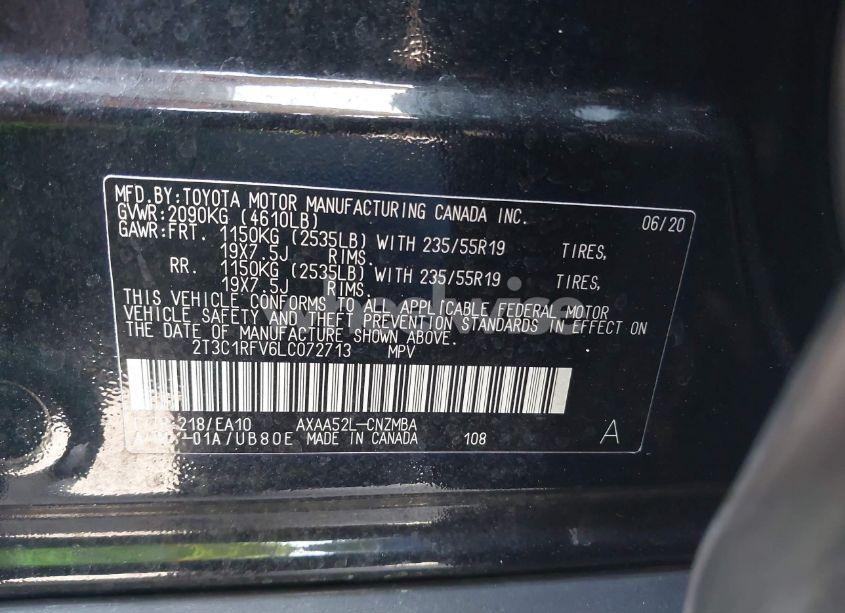 MFD.BY:TOYOTA MOTOR MANUFACTURING CANADA INC. 06/20
GVWR:2090KG (4610LB)
GAWR:FRT. 1150KG (2535LB) WITH 235/55R19 TIRES,
19X7.5J RIMS.
RR. 1150KG (2535LB) WITH 235/55R19 TIRES,
19X7.5J RIMS.
THIS VEHICLE CONFORMS TO ALL APPLICABLE FEDERAL MOTOR
VEHICLE SAFETY AND THEFT PREVENTION STANDARDS IN EFFECT ON
THE DATE OF MANUFACTURE SHOWN ABOVE.
2T3C1RFV6LC072713 MPV
218/EA10 AXAA52L-CNZMBA
-01A/UB80E MADE IN CANADA 108 A